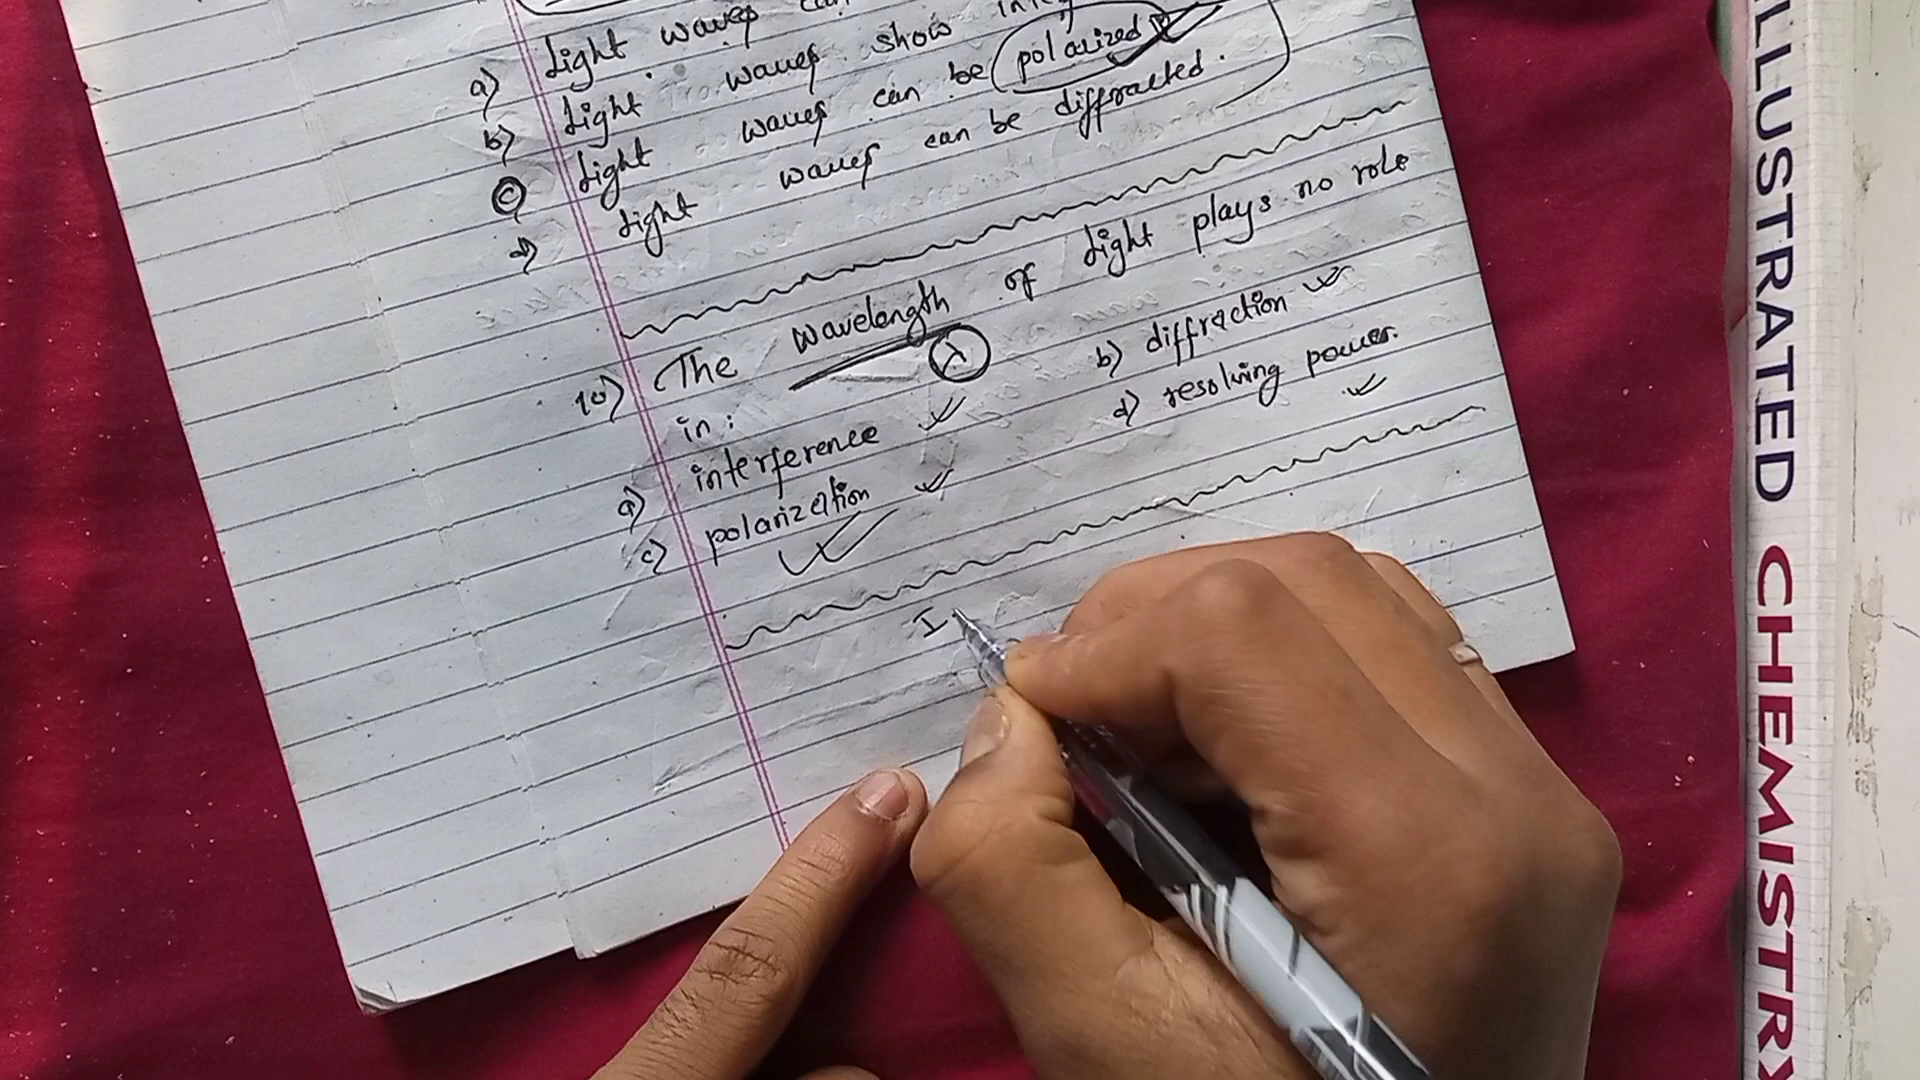 a) Light waves can
b) Light waves show
c) Light waves can be polarized
d) Light waves can be diffracted.
10) The wavelength of Light plays no role
λ
in:
a) interference b) diffraction
c) polarization d) resolving power.
I
ILLUSTRATED CHEMISTRY